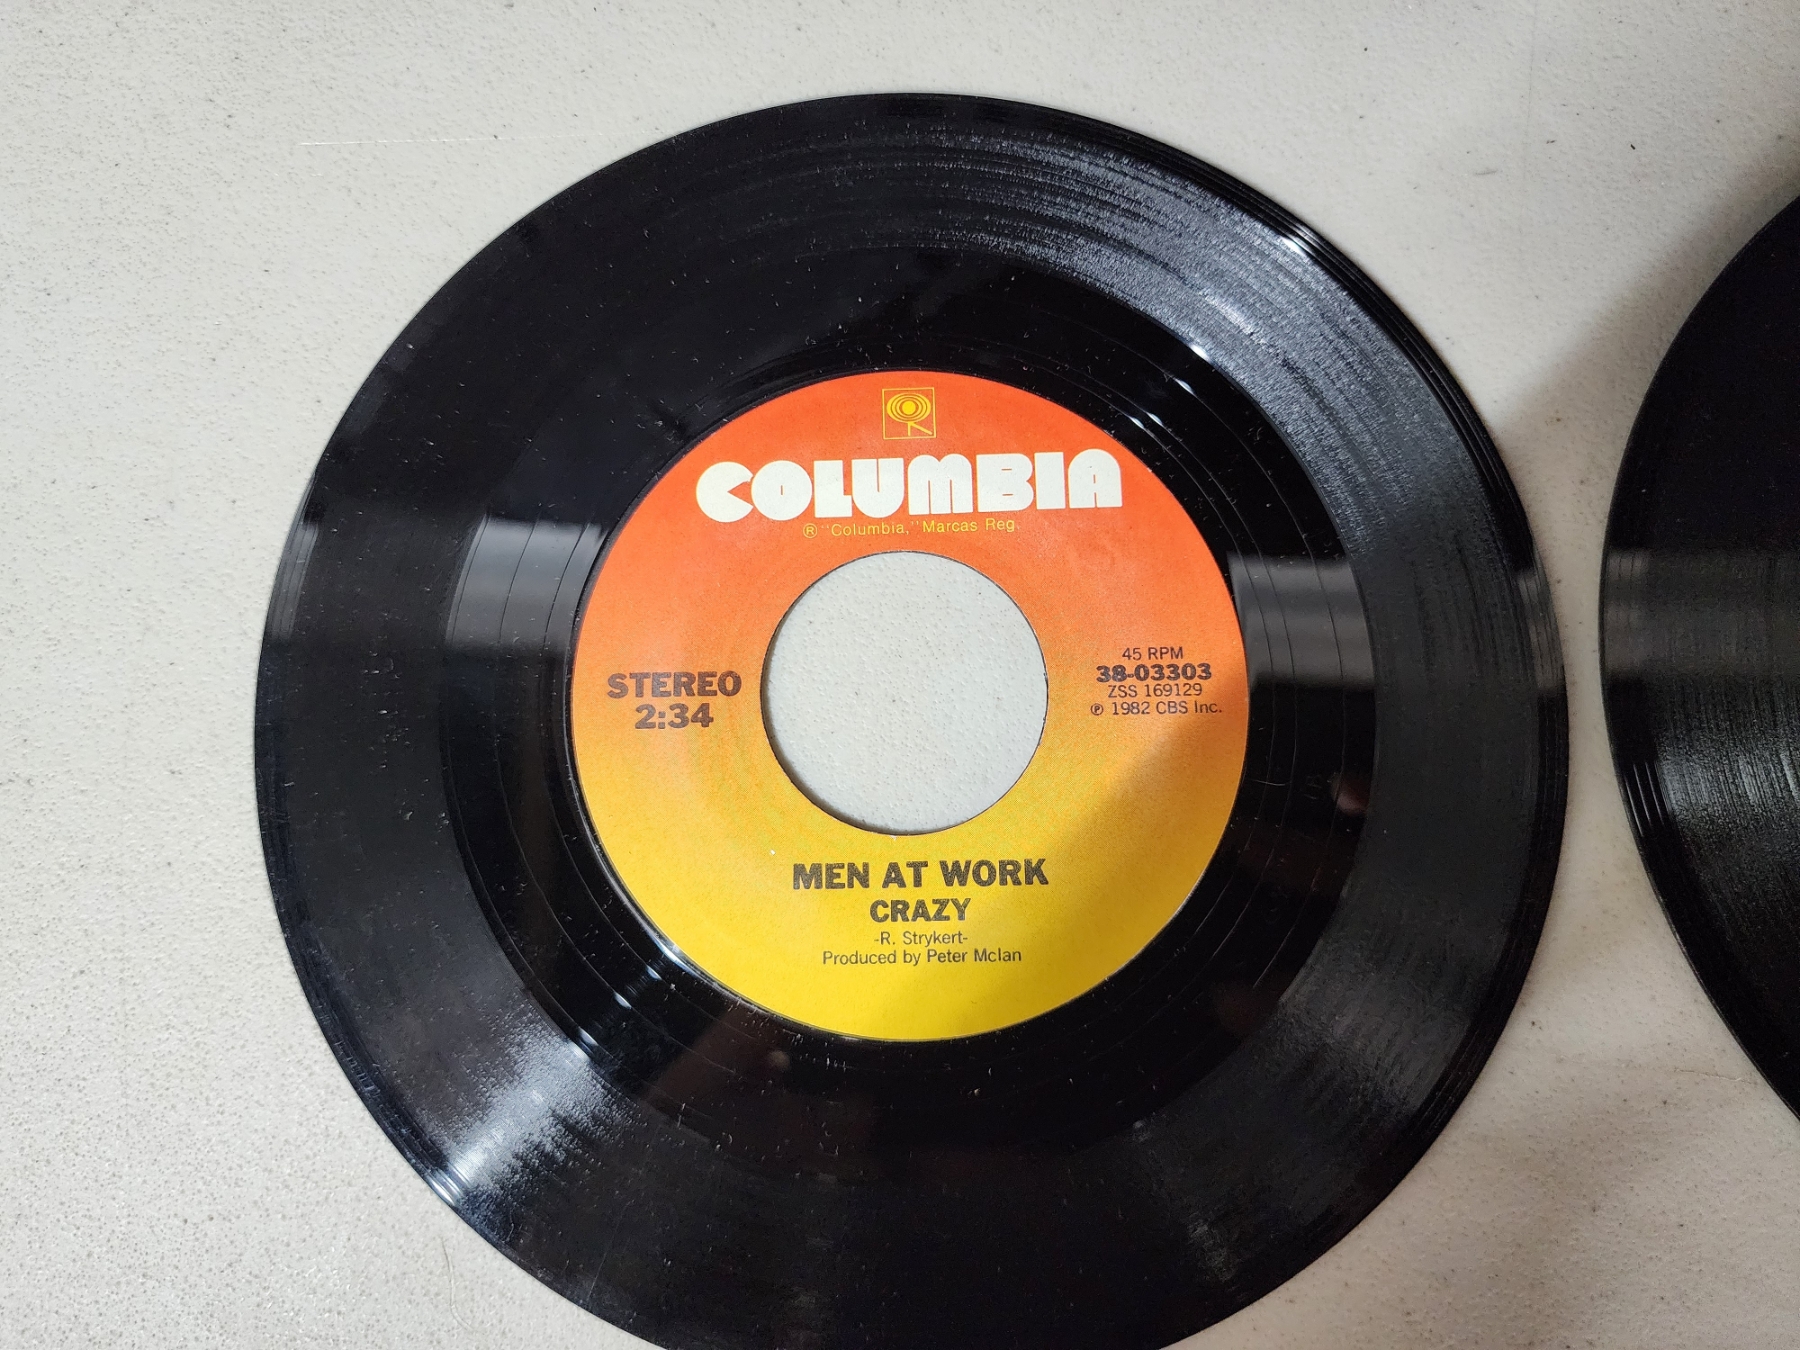 COLUMBIA
® "Columbia," Marcas Reg.
STEREO
2:34
45 RPM
38-03303
ZSS 169129
℗ 1982 CBS Inc.
MEN AT WORK
CRAZY
-R. Strykert-
Produced by Peter McIan